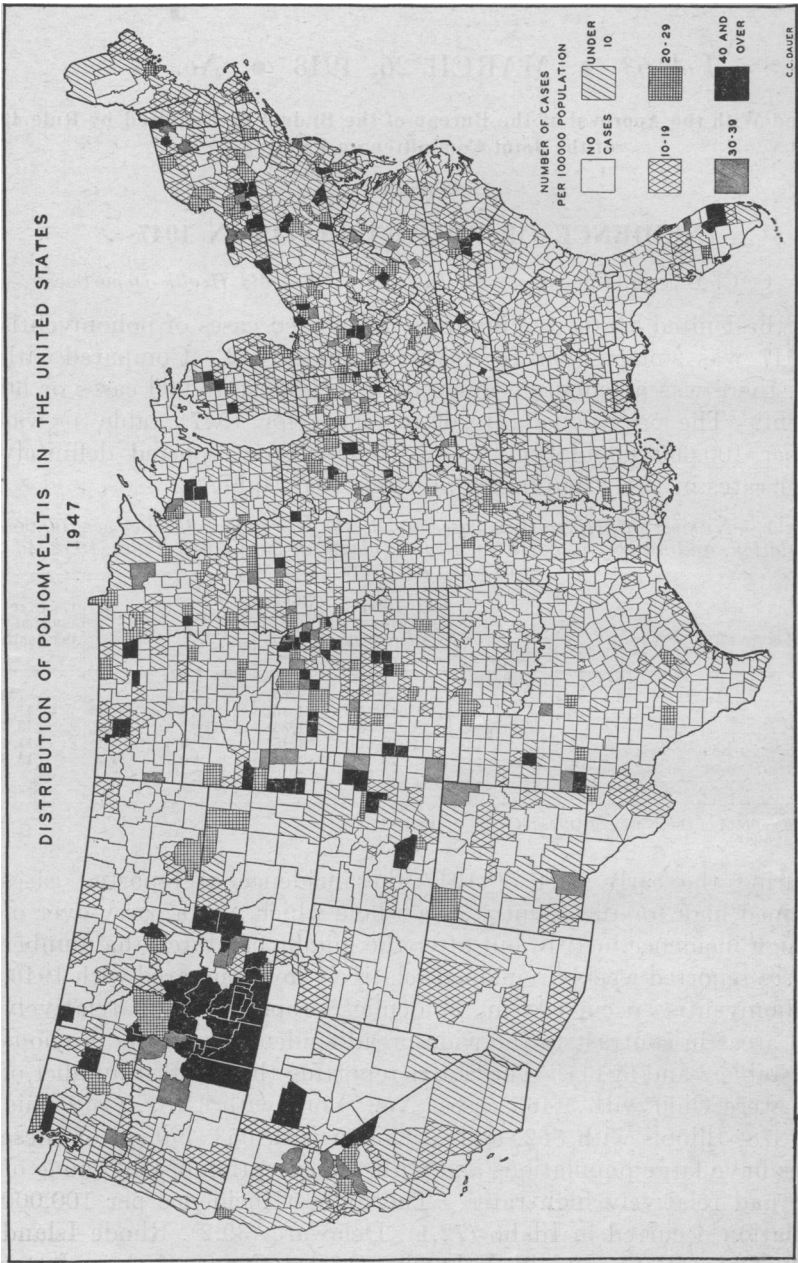 DISTRIBUTION OF POLIOMYELITIS IN THE UNITED STATES
1947
NUMBER OF CASES
PER 100000 POPULATION
NO
CASES
UNDER
10
10-19
20-29
30-39
40 AND
OVER
C.C. DAUER